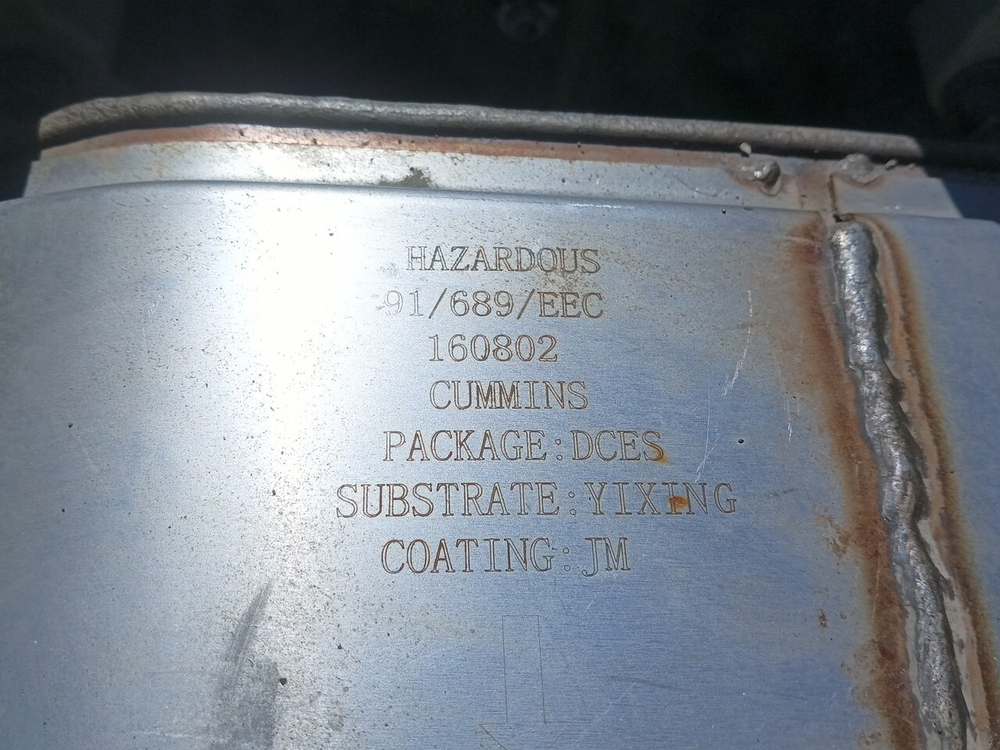 HAZARDOUS
91/689/EEC
160802
CUMMINS
PACKAGE:DCES
SUBSTRATE:YIXING
COATING:JM